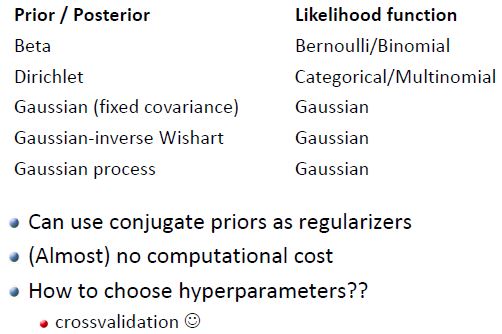 Prior / Posterior Likelihood function
Beta Bernoulli/Binomial
Dirichlet Categorical/Multinomial
Gaussian (fixed covariance) Gaussian
Gaussian-inverse Wishart Gaussian
Gaussian process Gaussian
Can use conjugate priors as regularizers
(Almost) no computational cost
How to choose hyperparameters??
crossvalidation ☺